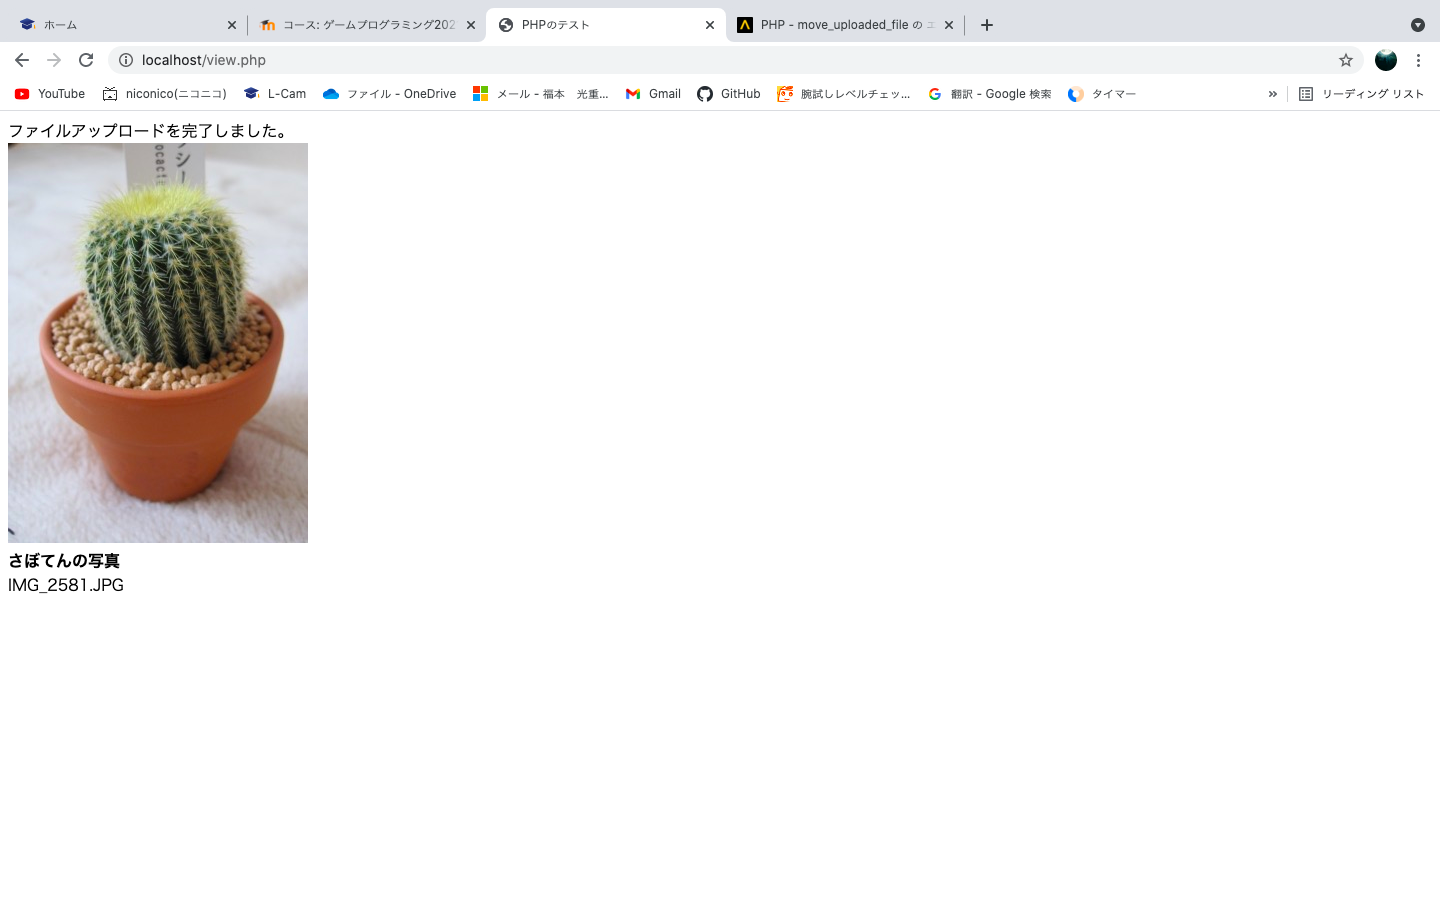 ホーム
コース: ゲームプログラミング202
PHPのテスト
PHP - move_uploaded_file の エ
localhost/view.php
YouTube
niconico(ニコニコ)
L-Cam
ファイル - OneDrive
メール - 福本　光重...
Gmail
GitHub
腕試しレベルチェッ...
翻訳 - Google 検索
タイマー
»
リーディング リスト
ファイルアップロードを完了しました。
さぼてんの写真
IMG_2581.JPG